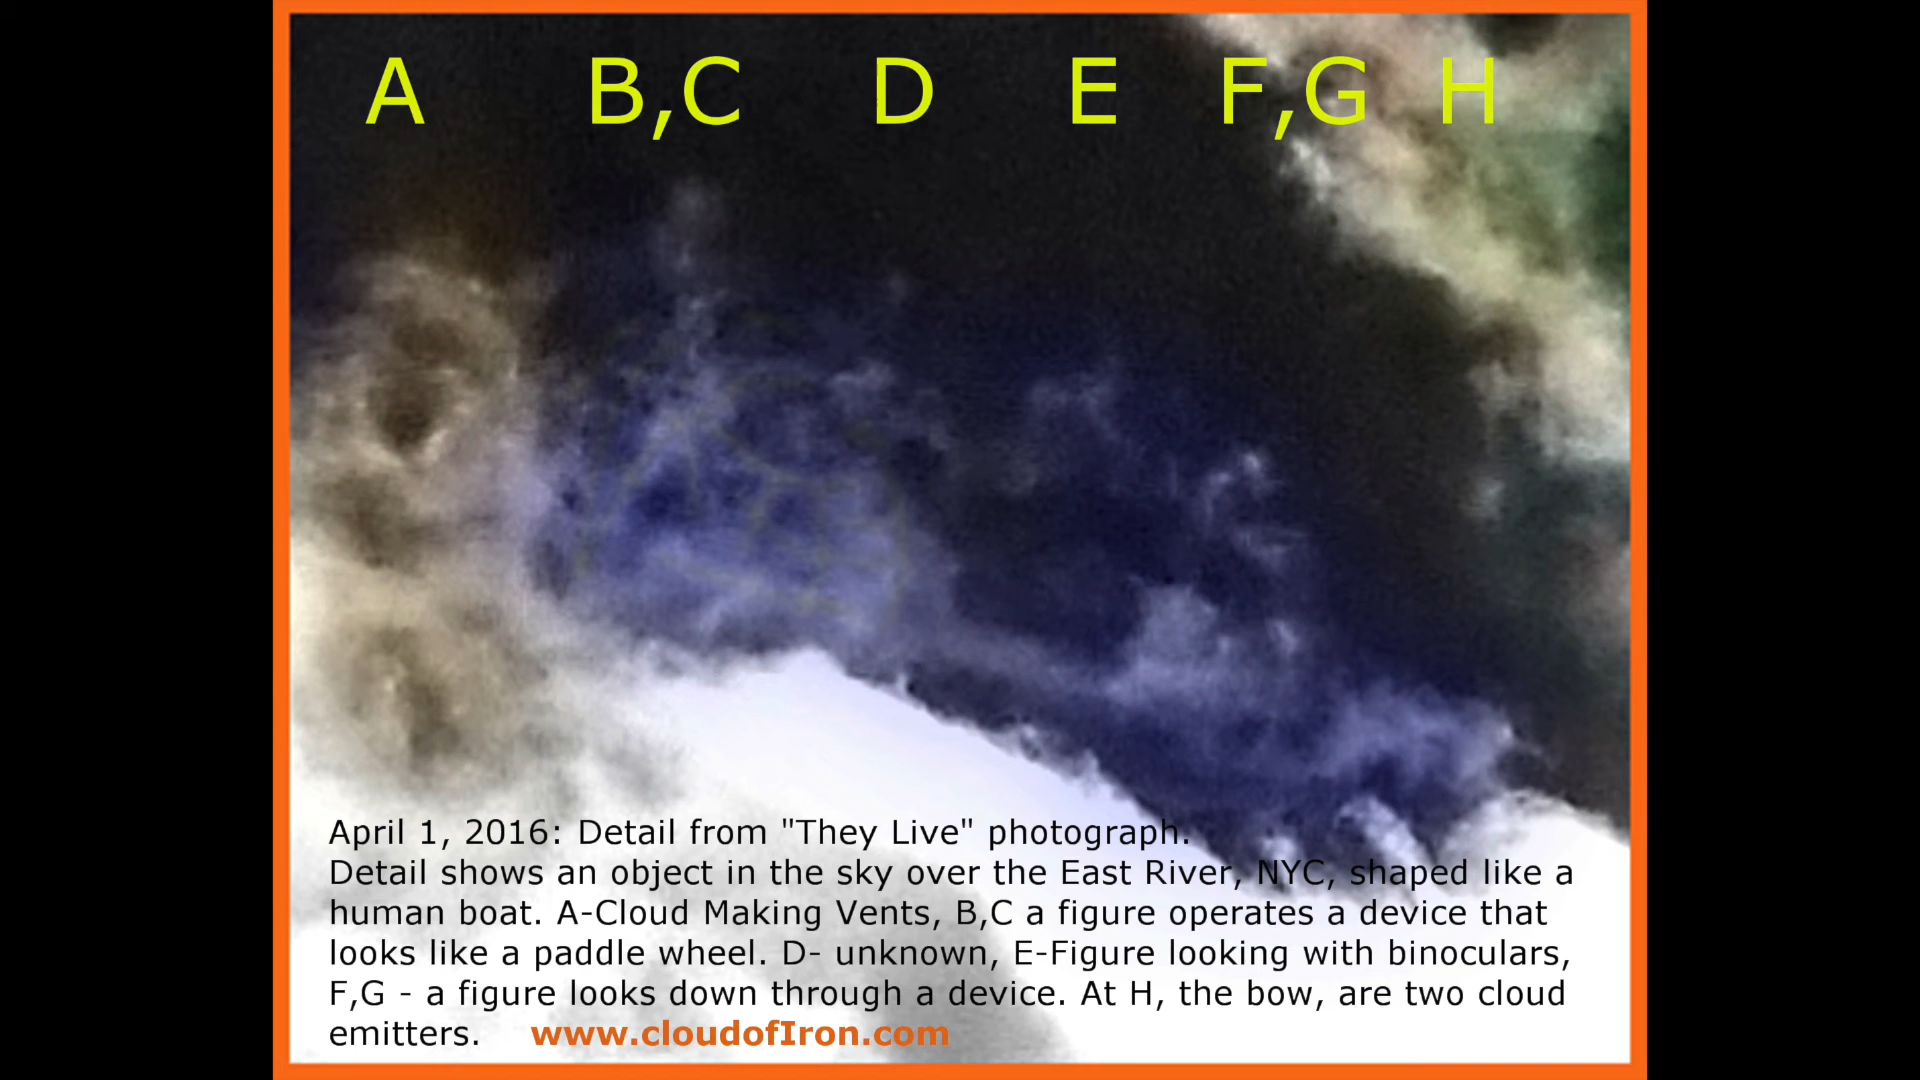 A B,C D E F,G H
April 1, 2016: Detail from "They Live" photograph.
Detail shows an object in the sky over the East River, NYC, shaped like a
human boat. A-Cloud Making Vents, B,C a figure operates a device that
looks like a paddle wheel. D- unknown, E-Figure looking with binoculars,
F,G - a figure looks down through a device. At H, the bow, are two cloud
emitters. www.cloudofIron.com